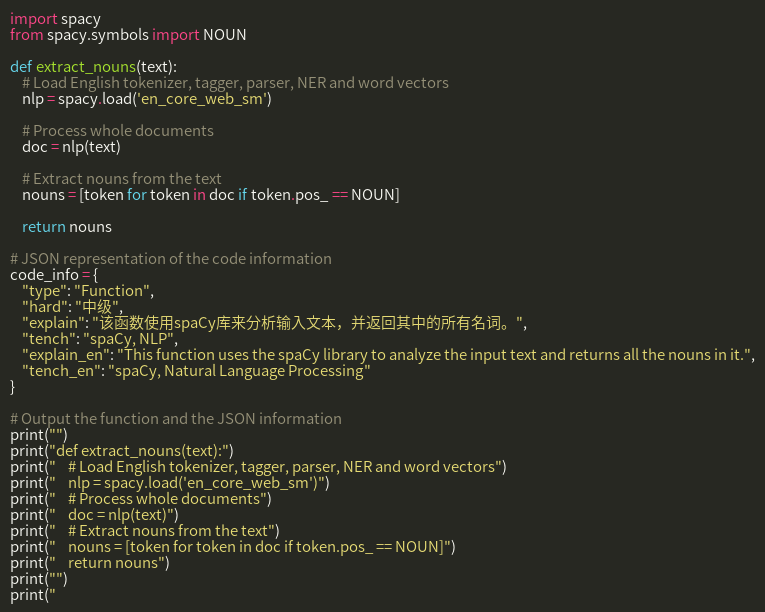 import spacy
from spacy.symbols import NOUN

def extract_nouns(text):
    # Load English tokenizer, tagger, parser, NER and word vectors
    nlp = spacy.load('en_core_web_sm')

    # Process whole documents
    doc = nlp(text)

    # Extract nouns from the text
    nouns = [token for token in doc if token.pos_ == NOUN]

    return nouns

# JSON representation of the code information
code_info = {
    "type": "Function",
    "hard": "中级",
    "explain": "该函数使用spaCy库来分析输入文本，并返回其中的所有名词。",
    "tench": "spaCy, NLP",
    "explain_en": "This function uses the spaCy library to analyze the input text and returns all the nouns in it.",
    "tench_en": "spaCy, Natural Language Processing"
}

# Output the function and the JSON information
print("")
print("def extract_nouns(text):")
print("    # Load English tokenizer, tagger, parser, NER and word vectors")
print("    nlp = spacy.load('en_core_web_sm')")
print("    # Process whole documents")
print("    doc = nlp(text)")
print("    # Extract nouns from the text")
print("    nouns = [token for token in doc if token.pos_ == NOUN]")
print("    return nouns")
print("")
print("